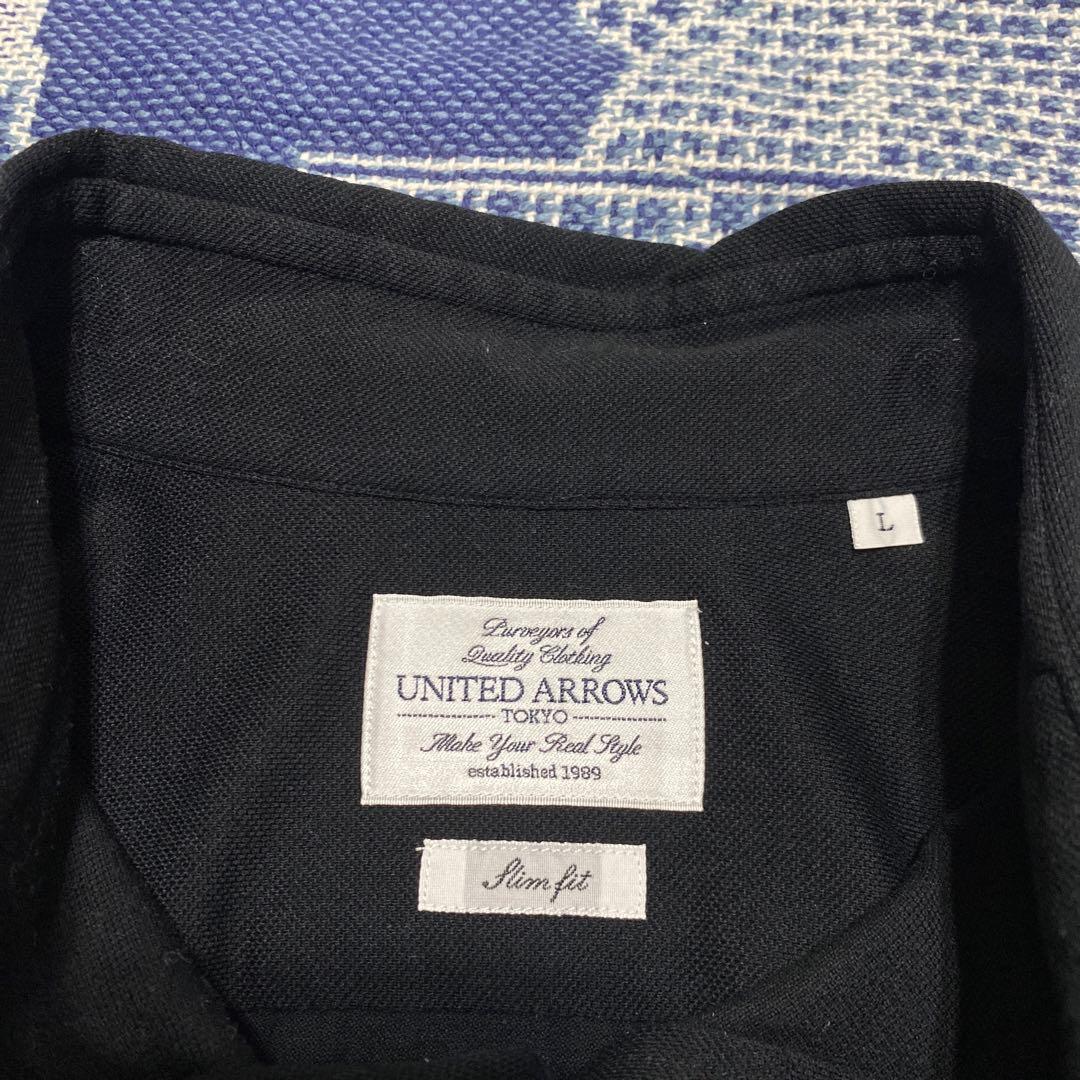 L
Purveyors of
Quality Clothing
UNITED ARROWS
TOKYO
Make Your Real Style
established 1989
Slim fit